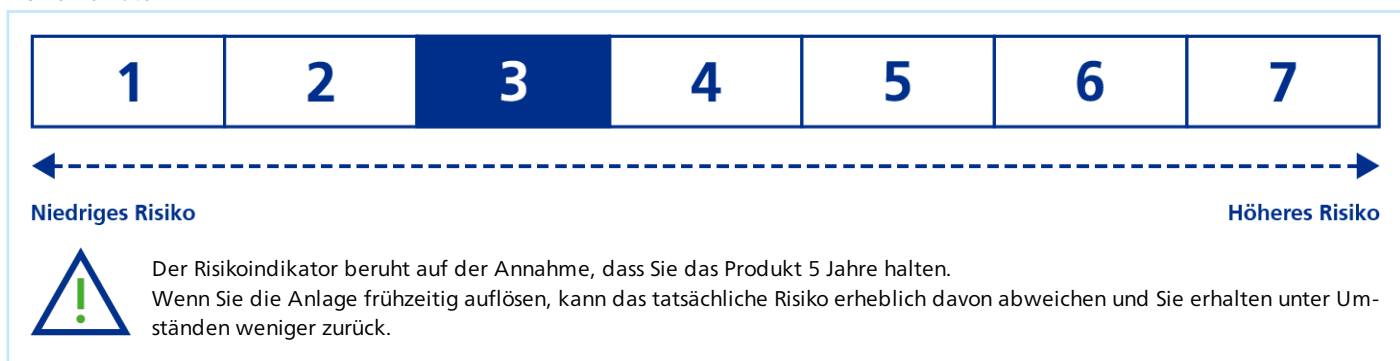 1 2 3 4 5 6 7
Niedriges Risiko Höheres Risiko
Der Risikoindikator beruht auf der Annahme, dass Sie das Produkt 5 Jahre halten.
Wenn Sie die Anlage frühzeitig auflösen, kann das tatsächliche Risiko erheblich davon abweichen und Sie erhalten unter Um-
ständen weniger zurück.